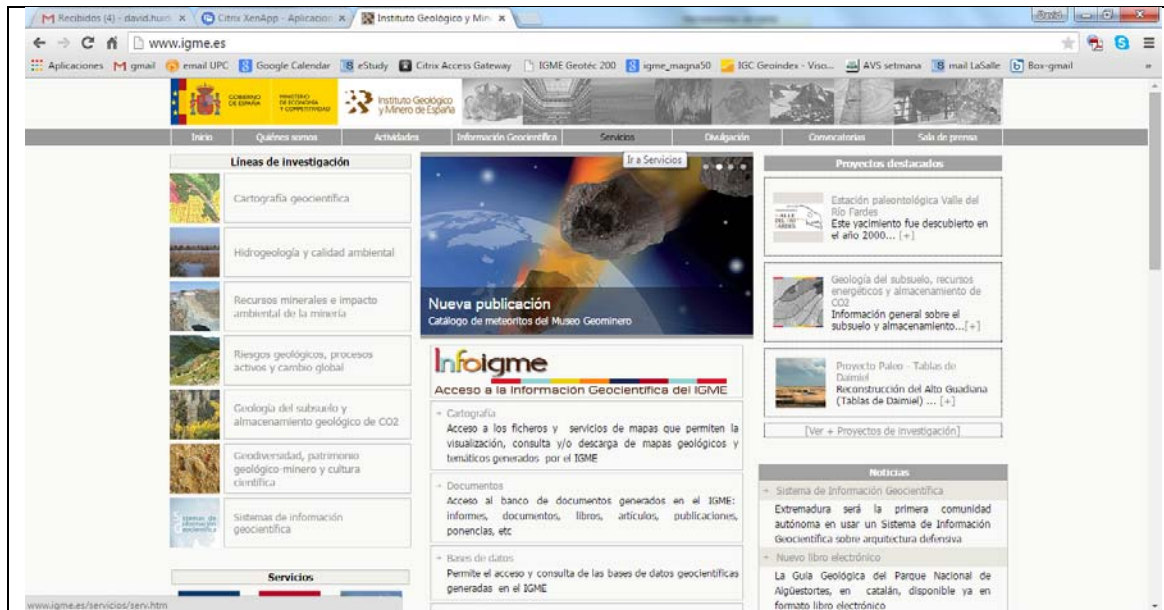 Recibidos (4) - david.hurt
Citrix XenApp - Aplicacion
Instituto Geológico y Min
www.igme.es
Aplicaciones
gmail
email UPC
Google Calendar
eStudy
Citrix Access Gateway
IGME Geotéc 200
igme_magna50
IGC Geoindex - Viso...
AVS setmana
mail LaSalle
Box-gmail
»
GOBIERNO
DE ESPAÑA
MINISTERIO
DE ECONOMÍA
Y COMPETITIVIDAD
Instituto Geológico
y Minero de España
Inicio
Quiénes somos
Actividades
Información Geocientífica
Servicios
Divulgación
Convocatorias
Sala de prensa
Ir a Servicios
Líneas de investigación
Cartografía geocientífica
Hidrogeología y calidad ambiental
Recursos minerales e impacto
ambiental de la minería
Riesgos geológicos, procesos
activos y cambio global
Geología del subsuelo y
almacenamiento geológico de CO2
Geodiversidad, patrimonio
geológico-minero y cultura
científica
Sistemas de información
geocientífica
Servicios
Nueva publicación
Catálogo de meteoritos del Museo Geominero
Infoigme
Acceso a la Información Geocientífica del IGME
Cartografía
Acceso a los ficheros y servicios de mapas que permiten la
visualización, consulta y/o descarga de mapas geológicos y
temáticos generados por el IGME
Documentos
Acceso al banco de documentos generados en el IGME:
informes, documentos, libros, artículos, publicaciones,
ponencias, etc
Bases de datos
Permite el acceso y consulta de las bases de datos geocientíficas
generadas en el IGME
Proyectos destacados
Estación paleontológica Valle del
Río Fardes
Este yacimiento fue descubierto en
el año 2000... [+]
Geología del subsuelo, recursos
energéticos y almacenamiento de
CO2
Información general sobre el
subsuelo y almacenamiento...[+]
Proyecto Paleo - Tablas de
Daimiel
Reconstrucción del Alto Guadiana
(Tablas de Daimiel) ... [+]
[Ver + Proyectos de investigación]
Noticias
Sistema de Información Geocientífica
Extremadura será la primera comunidad
autónoma en usar un Sistema de Información
Geocientífica sobre arquitectura defensiva
Nuevo libro electrónico
La Guía Geológica del Parque Nacional de
Aigüestortes, en catalán, disponible ya en
formato libro electrónico
www.igme.es/servicios/serv.htm